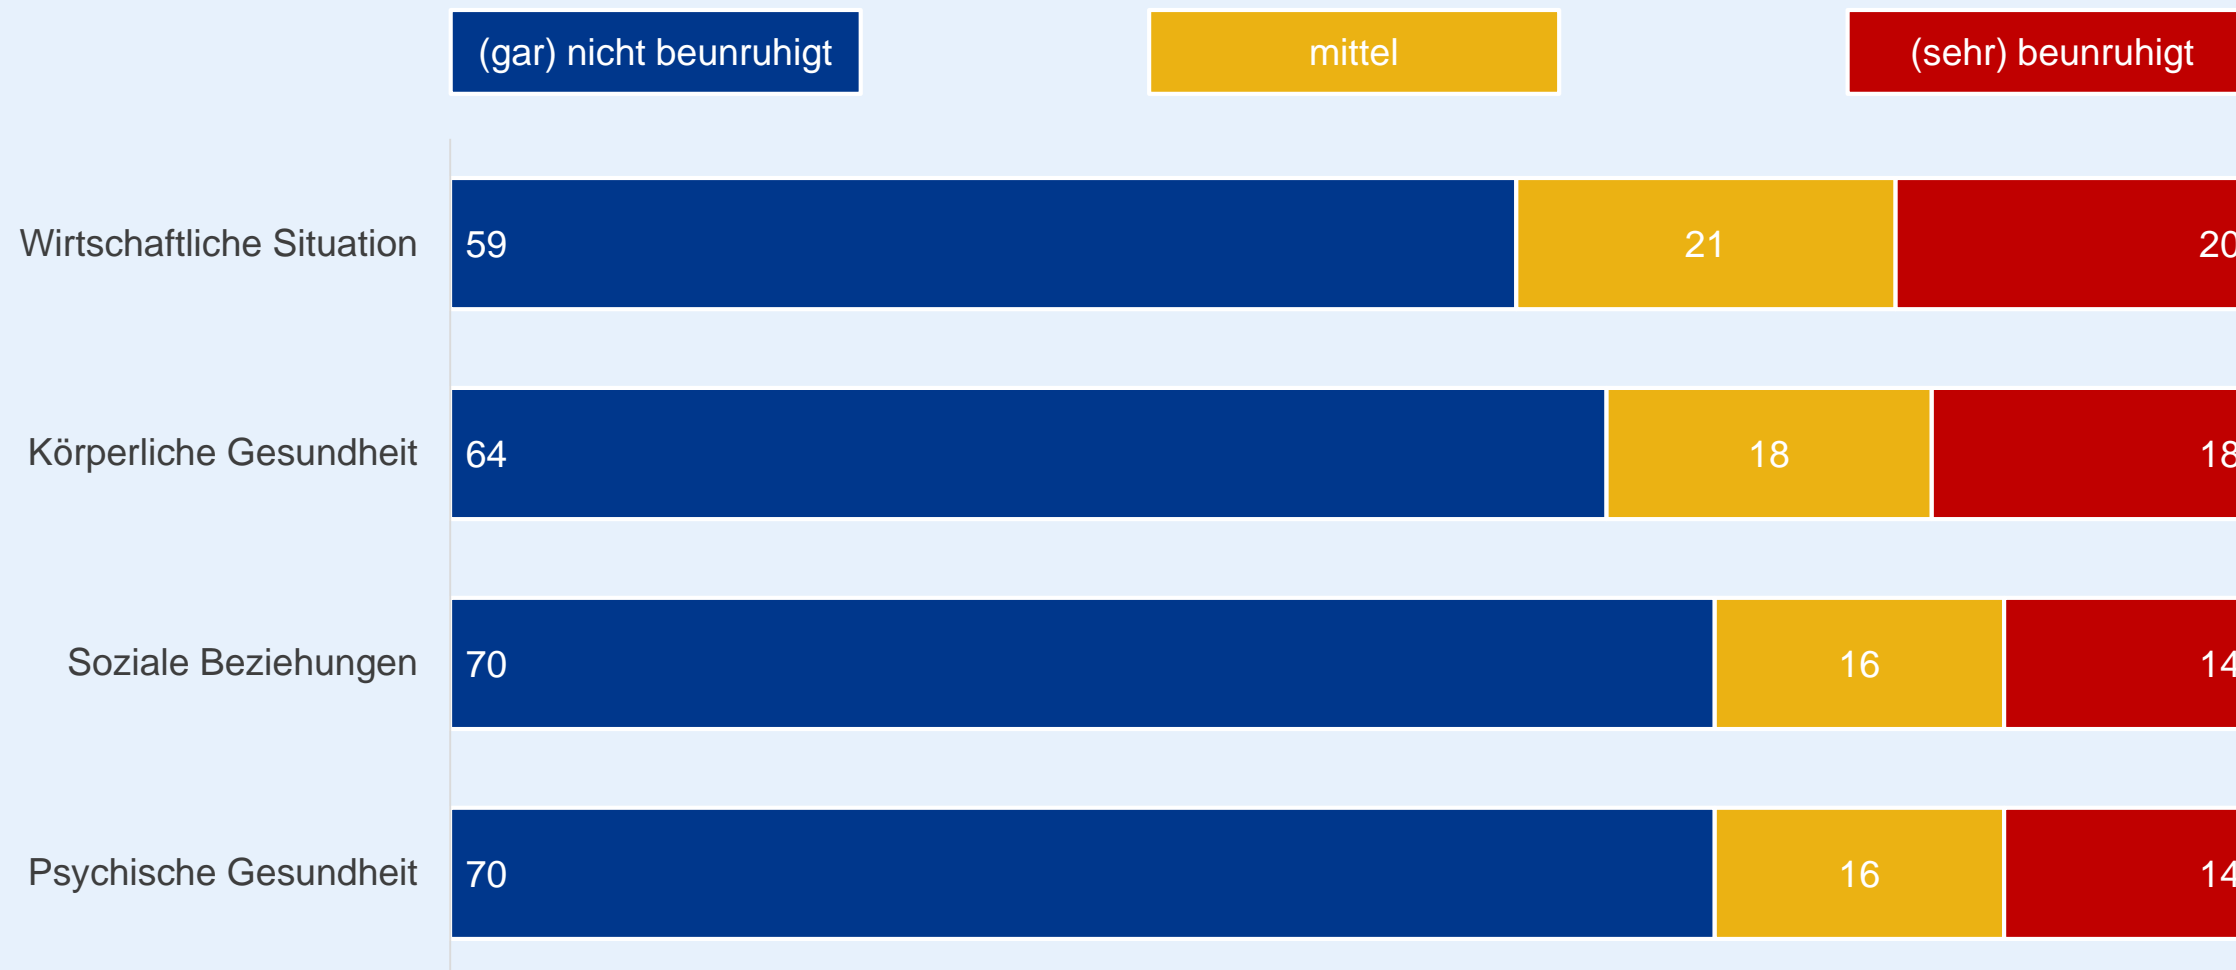 (gar) nicht beunruhigt mittel (sehr) beunruhigt
Wirtschaftliche Situation 59 21 20
Körperliche Gesundheit 64 18 18
Soziale Beziehungen 70 16 14
Psychische Gesundheit 70 16 14